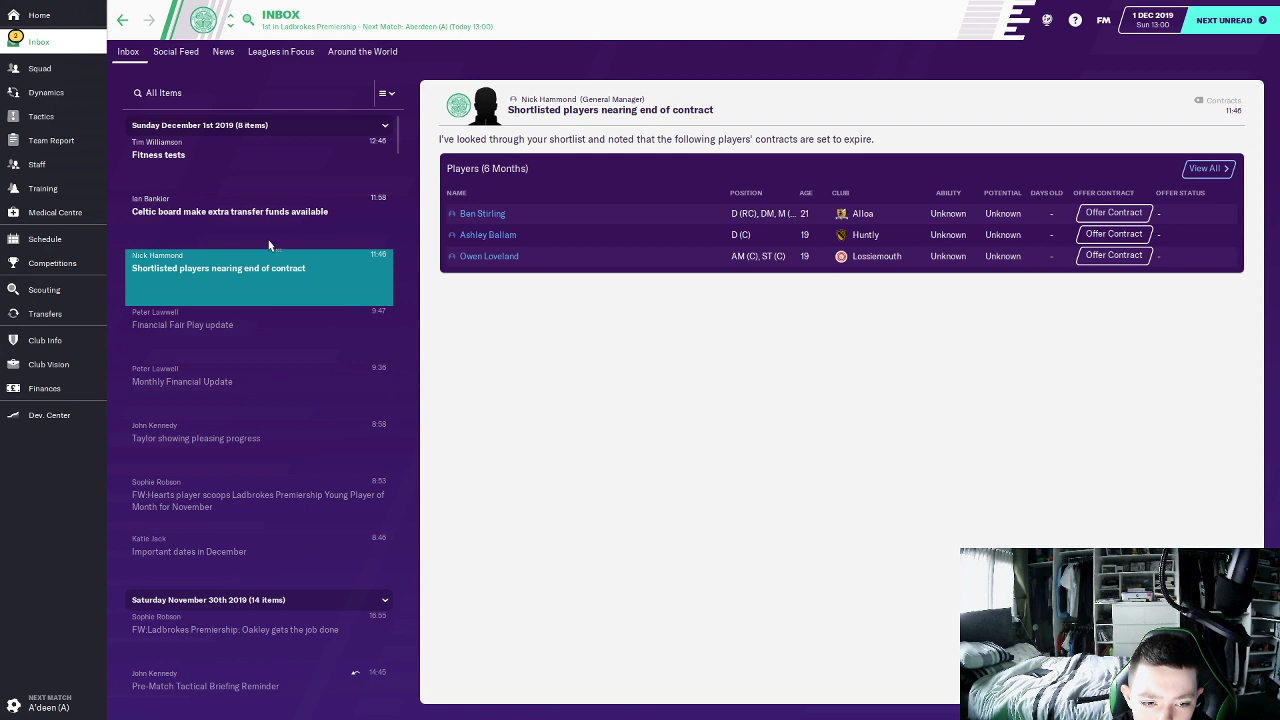 INBOX
1st in Ladbrokes Premiership - Next Match: Aberdeen (A) (Today 13:00)
FM
1 DEC 2019
Sun 13:00
NEXT UNREAD
2
Inbox
Squad
Dynamics
Tactics
Team Report
Staff
Training
Medical Centre
Schedule
Competitions
Scouting
Transfers
Club Info
Club Vision
Finances
Dev. Center
NEXT MATCH
A'deen (A)
Inbox
Social Feed
News
Leagues in Focus
Around the World
All Items
Sunday December 1st 2019 (8 items)
Tim Williamson 12:46
Fitness tests
Ian Bankier 11:58
Celtic board make extra transfer funds available
Nick Hammond 11:46
Shortlisted players nearing end of contract
Peter Lawwell 9:47
Financial Fair Play update
Peter Lawwell 9:36
Monthly Financial Update
John Kennedy 8:58
Taylor showing pleasing progress
Sophie Robson 8:53
FW:Hearts player scoops Ladbrokes Premiership Young Player of
Month for November
Katie Jack 8:46
Important dates in December
Saturday November 30th 2019 (14 items)
Sophie Robson 16:55
FW:Ladbrokes Premiership: Oakley gets the job done
John Kennedy 14:45
Pre-Match Tactical Briefing Reminder
Nick Hammond (General Manager)
Shortlisted players nearing end of contract
Contracts
11:46
I've looked through your shortlist and noted that the following players' contracts are set to expire.
Players (6 Months) View All
NAME POSITION AGE CLUB ABILITY POTENTIAL DAYS OLD OFFER CONTRACT OFFER STATUS
Ben Stirling D (RC), DM, M (... 21 Alloa Unknown Unknown - Offer Contract -
Ashley Ballam D (C) 19 Huntly Unknown Unknown - Offer Contract -
Owen Loveland AM (C), ST (C) 19 Lossiemouth Unknown Unknown - Offer Contract -